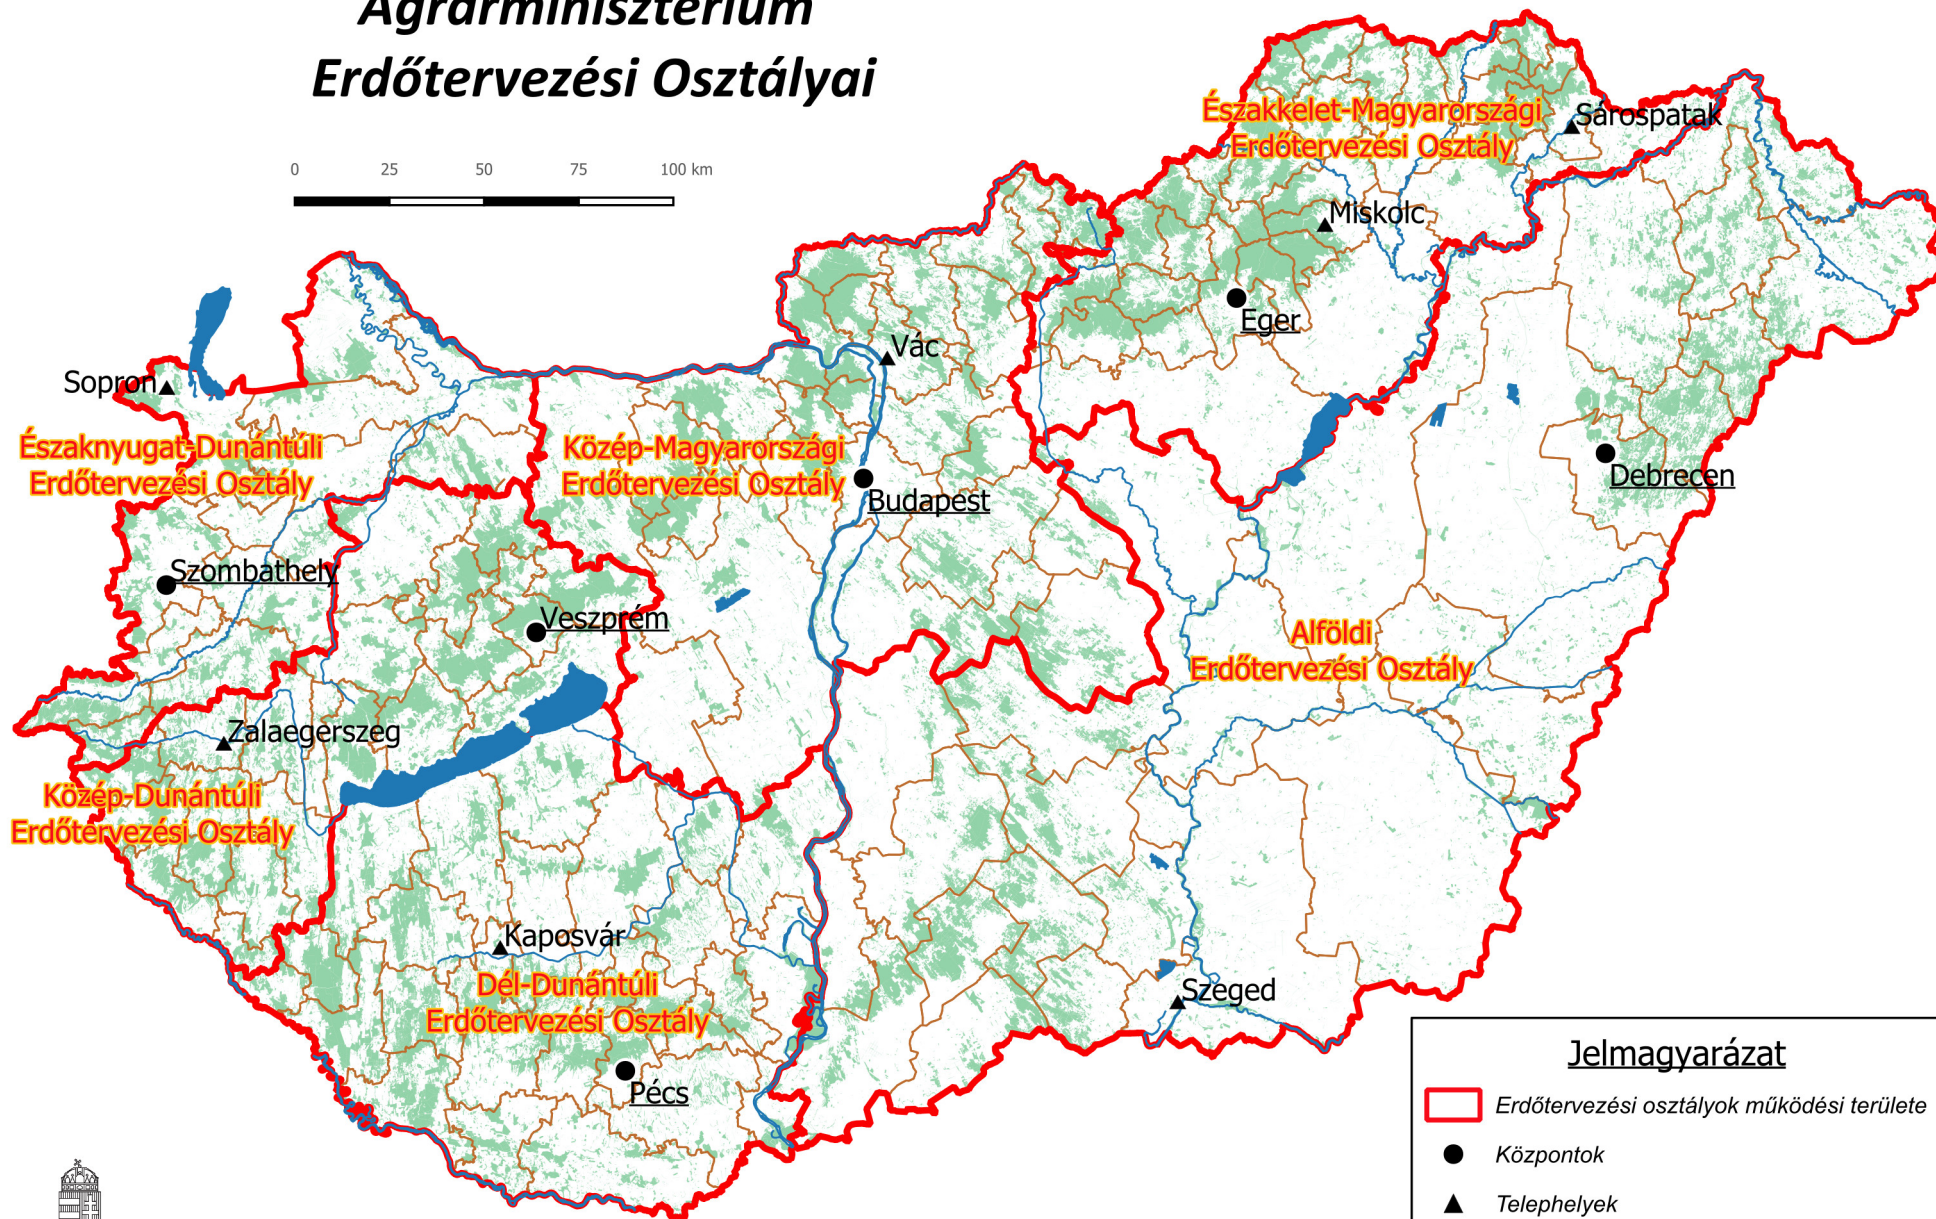 Agrárminisztérium
Erdőtervezési Osztályai
0 25 50 75 100 km
Északkelet-Magyarországi
Erdőtervezési Osztály
Sárospatak
Miskolc
Eger
Vác
Sopron
Északnyugat-Dunántúli
Erdőtervezési Osztály
Közép-Magyarországi
Erdőtervezési Osztály
Budapest
Debrecen
Szombathely
Veszprém
Alföldi
Erdőtervezési Osztály
Zalaegerszeg
Közép-Dunántúli
Erdőtervezési Osztály
Kaposvár
Dél-Dunántúli
Erdőtervezési Osztály
Szeged
Pécs
Jelmagyarázat
Erdőtervezési osztályok működési területe
Központok
Telephelyek